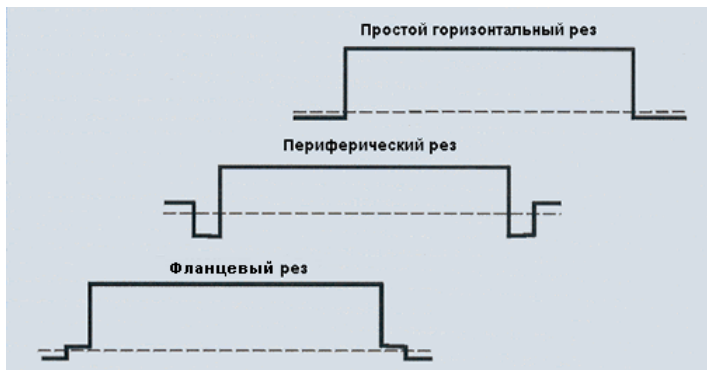 Простой горизонтальный рез
Периферический рез
Фланцевый рез